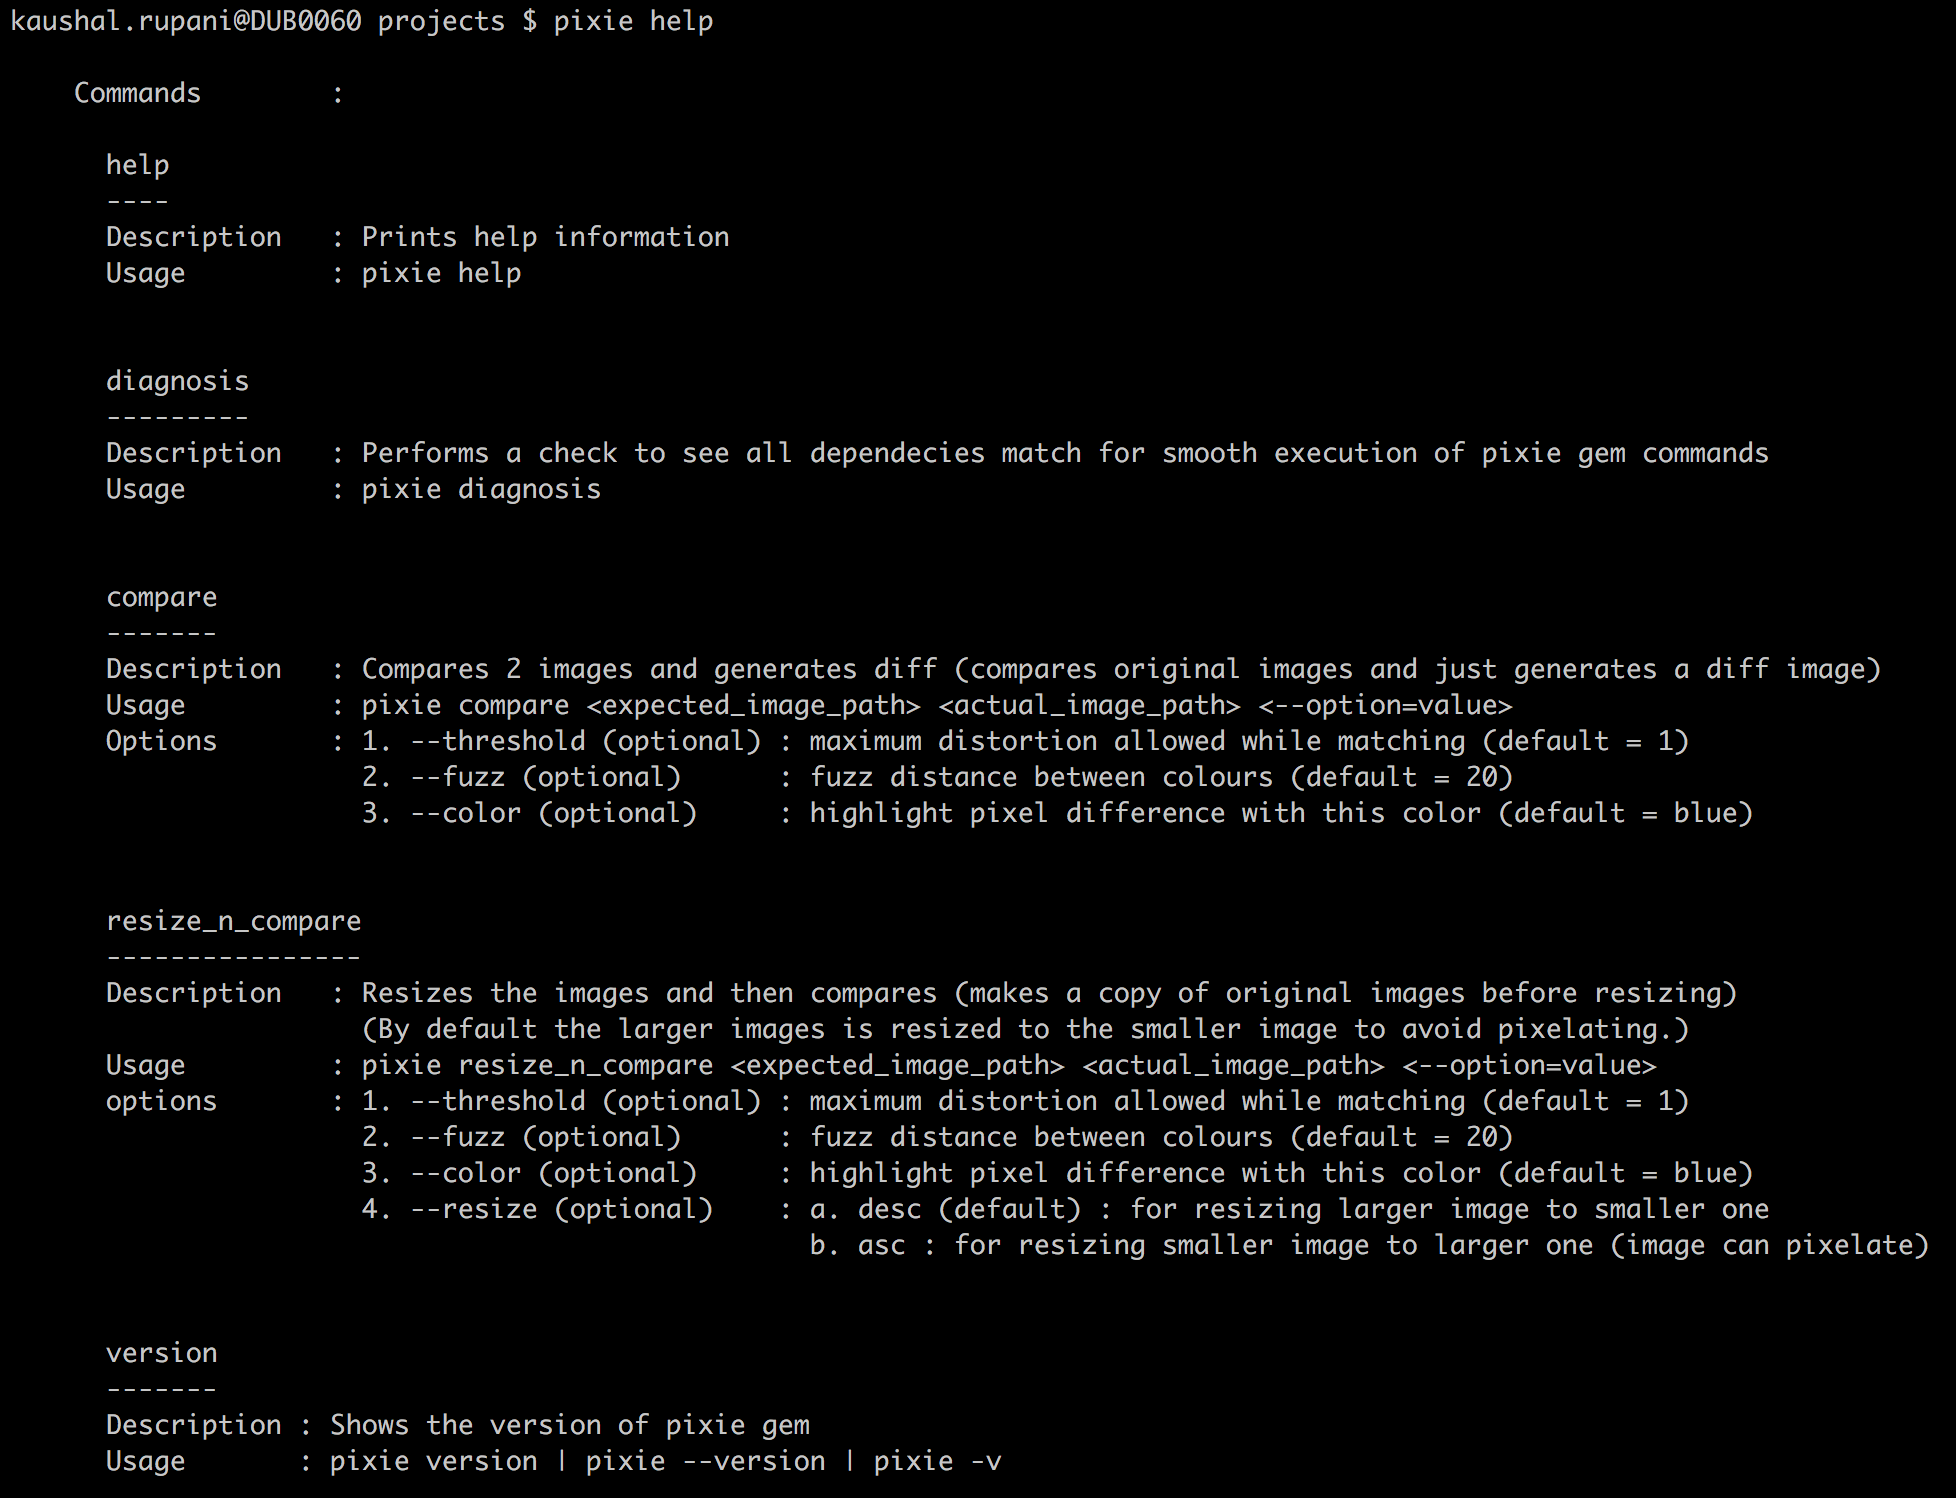 kaushal.rupani@DUB0060 projects $ pixie help
Commands :
help
----
Description : Prints help information
Usage : pixie help
diagnosis
---------
Description : Performs a check to see all dependecies match for smooth execution of pixie gem commands
Usage : pixie diagnosis
compare
-------
Description : Compares 2 images and generates diff (compares original images and just generates a diff image)
Usage : pixie compare <expected_image_path> <actual_image_path> <--option=value>
Options : 1. --threshold (optional) : maximum distortion allowed while matching (default = 1)
2. --fuzz (optional) : fuzz distance between colours (default = 20)
3. --color (optional) : highlight pixel difference with this color (default = blue)
resize_n_compare
----------------
Description : Resizes the images and then compares (makes a copy of original images before resizing)
(By default the larger images is resized to the smaller image to avoid pixelating.)
Usage : pixie resize_n_compare <expected_image_path> <actual_image_path> <--option=value>
options : 1. --threshold (optional) : maximum distortion allowed while matching (default = 1)
2. --fuzz (optional) : fuzz distance between colours (default = 20)
3. --color (optional) : highlight pixel difference with this color (default = blue)
4. --resize (optional) : a. desc (default) : for resizing larger image to smaller one
b. asc : for resizing smaller image to larger one (image can pixelate)
version
-------
Description : Shows the version of pixie gem
Usage : pixie version | pixie --version | pixie -v